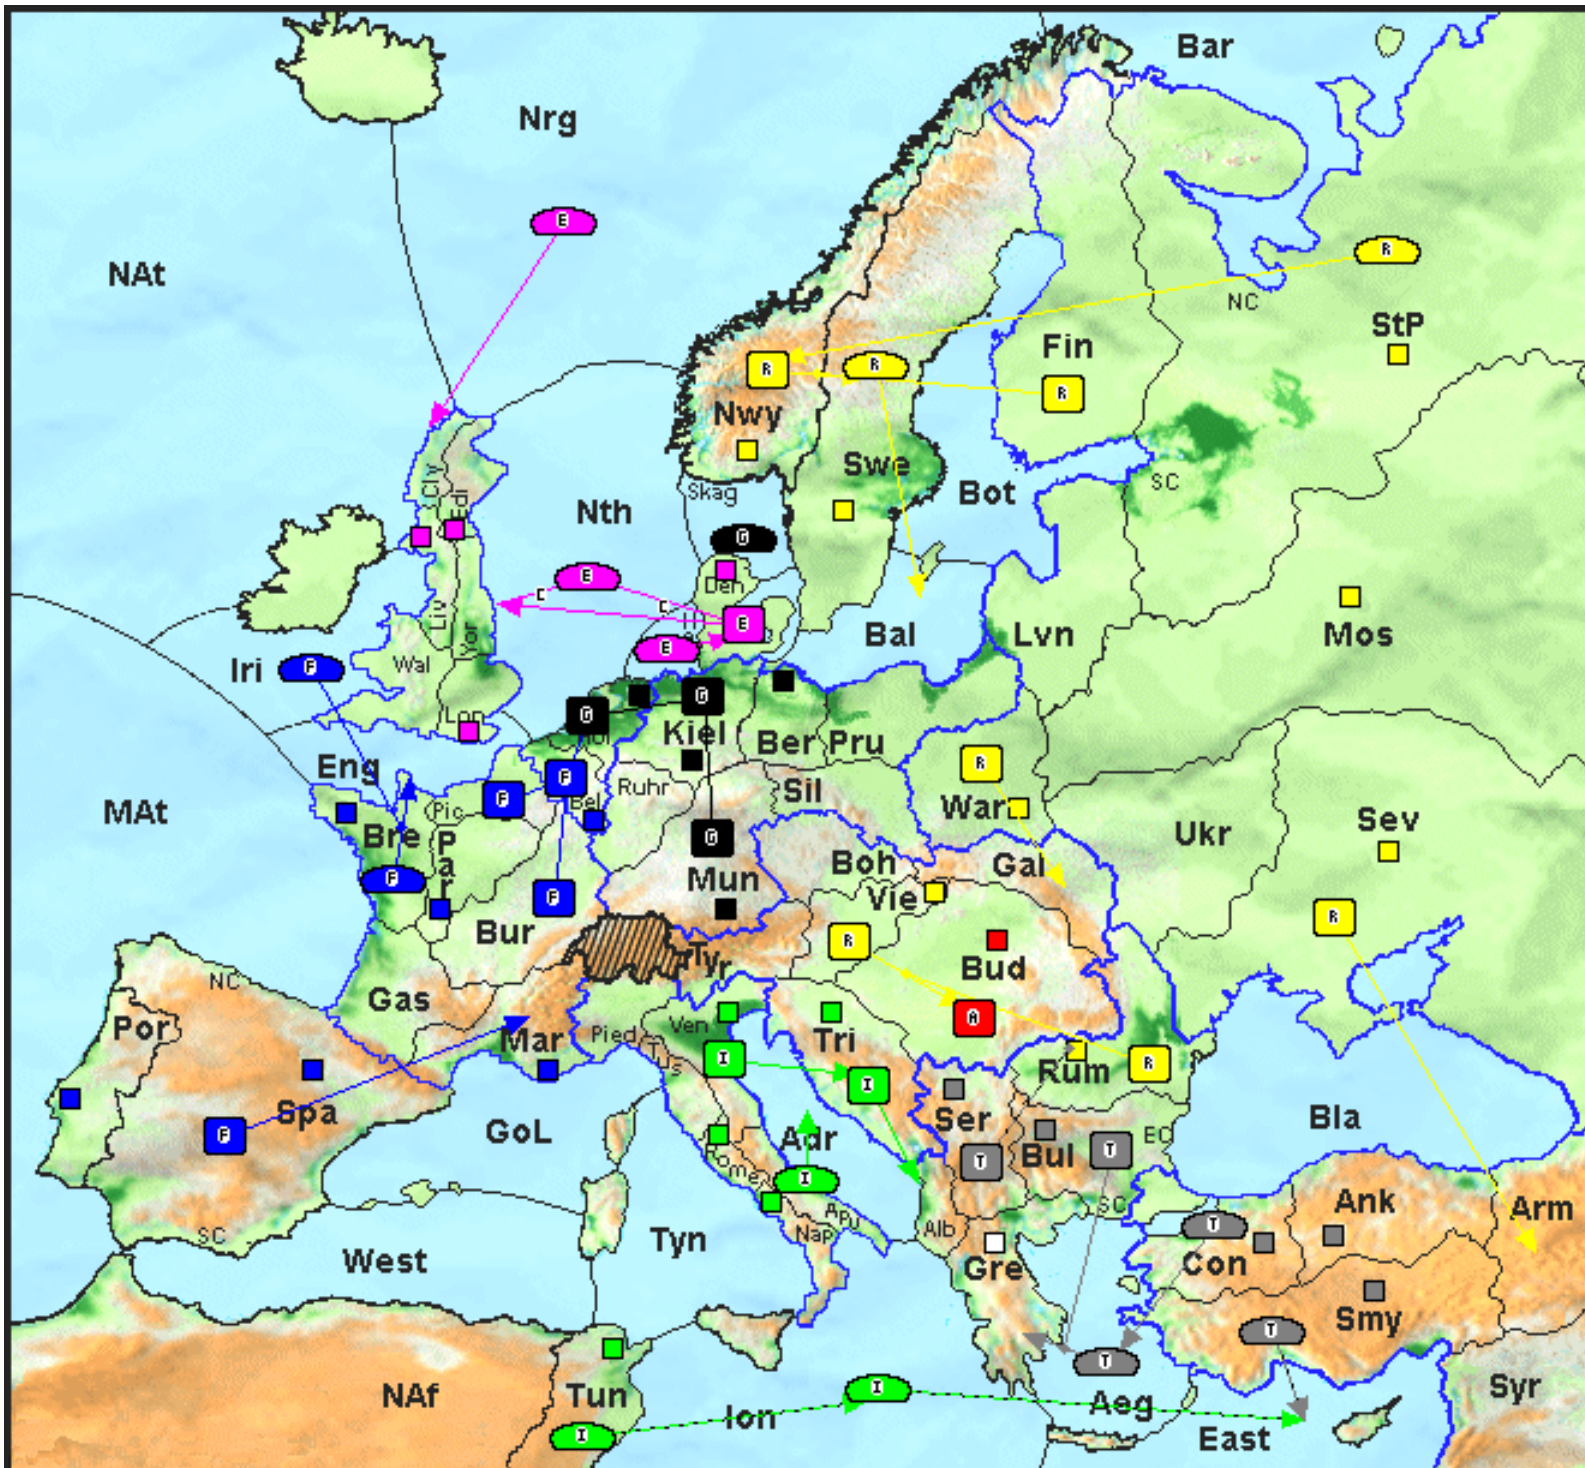 Bar
Nrg
E
NAt
R
NC
StP
Fin
R
R
R
Nwy
Swe
SC
Bot
Skag
Cly
Edl
Nth
G
E
C
C
Den
E
E
Liv
Yor
Bal
Lvn
Mos
Iri
F
Wal
Lon
G
G
Kiel
Hol
Ber
Pru
Eng
F
F
Ruhr
Sil
R
War
MAt
Pic
Bel
Bre
Par
G
Boh
Gal
Ukr
Sev
F
F
Mun
Vie
R
Bur
Tyr
R
Bud
NC
Gas
A
Por
Ven
Pied
Tus
Mar
Tri
I
I
Rum
R
Spa
F
GoL
Ser
Bul
T
T
EC
Bla
Adr
Rome
I
SC
Apu
Nap
Alb
SC
Ank
Arm
T
Con
West
Tyn
Gre
Smy
T
T
NAf
Tun
I
Ion
Aeg
East
Syr
I